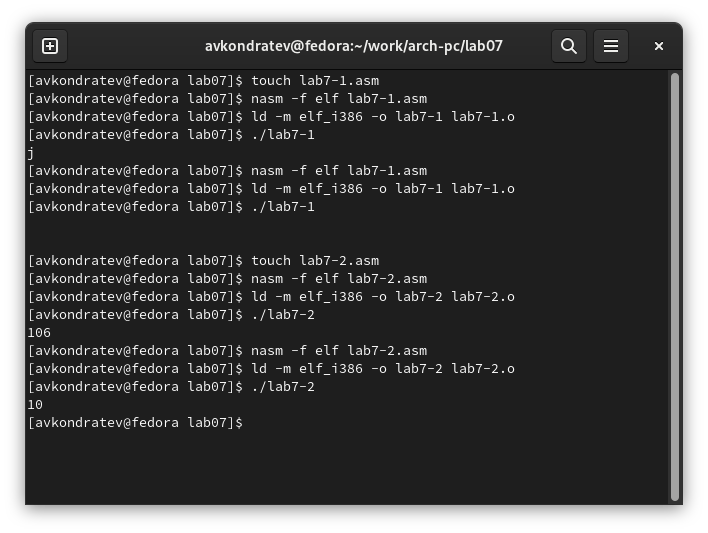 avkondratev@fedora:~/work/arch-pc/lab07
[avkondratev@fedora lab07]$ touch lab7-1.asm
[avkondratev@fedora lab07]$ nasm -f elf lab7-1.asm
[avkondratev@fedora lab07]$ ld -m elf_i386 -o lab7-1 lab7-1.o
[avkondratev@fedora lab07]$ ./lab7-1
j
[avkondratev@fedora lab07]$ nasm -f elf lab7-1.asm
[avkondratev@fedora lab07]$ ld -m elf_i386 -o lab7-1 lab7-1.o
[avkondratev@fedora lab07]$ ./lab7-1
[avkondratev@fedora lab07]$ touch lab7-2.asm
[avkondratev@fedora lab07]$ nasm -f elf lab7-2.asm
[avkondratev@fedora lab07]$ ld -m elf_i386 -o lab7-2 lab7-2.o
[avkondratev@fedora lab07]$ ./lab7-2
106
[avkondratev@fedora lab07]$ nasm -f elf lab7-2.asm
[avkondratev@fedora lab07]$ ld -m elf_i386 -o lab7-2 lab7-2.o
[avkondratev@fedora lab07]$ ./lab7-2
10
[avkondratev@fedora lab07]$